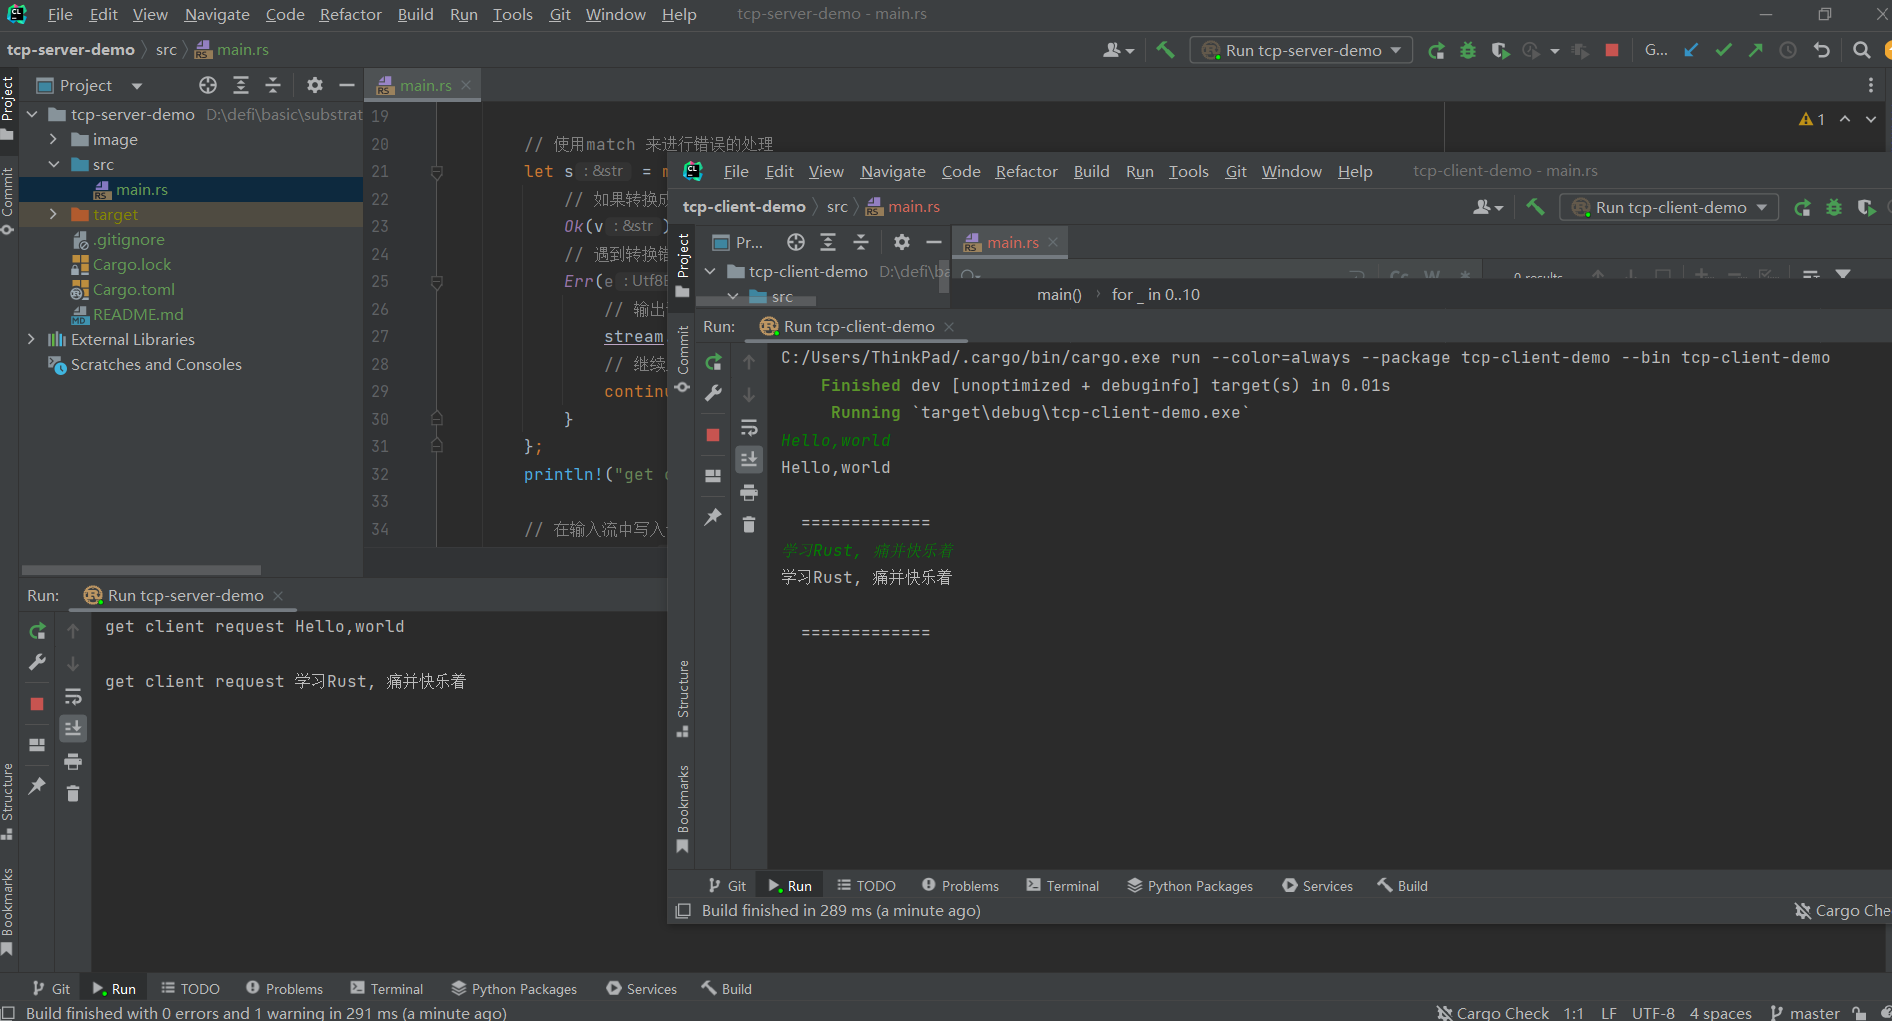 File Edit View Navigate Code Refactor Build Run Tools Git Window Help tcp-server-demo - main.rs
tcp-server-demo src main.rs
Run tcp-server-demo
G...
Project
main.rs
tcp-server-demo D:\defi\basic\substrat
image
src
main.rs
target
.gitignore
Cargo.lock
Cargo.toml
README.md
External Libraries
Scratches and Consoles
Project
Commit
Structure
Bookmarks
1
19
20 // 使用match 来进行错误的处理
21 let s : &str =
22 // 如果转换
23 Ok(v : &str )
24 // 遇到转换
25 Err(e : Utf8
26 // 输出
27 stream
28 // 继续
29 continu
30 }
31 };
32 println!("get
33
34 // 在输入流中写入
Run: Run tcp-server-demo
get client request Hello,world
get client request 学习Rust, 痛并快乐着
File Edit View Navigate Code Refactor Build Run Tools Git Window Help tcp-client-demo - main.rs
tcp-client-demo src main.rs
Run tcp-client-demo
Pr...
main.rs
tcp-client-demo D:\defi\ba
src
0 results
main() for _ in 0..10
Project
Commit
Structure
Bookmarks
Run: Run tcp-client-demo
C:/Users/ThinkPad/.cargo/bin/cargo.exe run --color=always --package tcp-client-demo --bin tcp-client-demo
Finished dev [unoptimized + debuginfo] target(s) in 0.01s
Running `target\debug\tcp-client-demo.exe`
Hello,world
Hello,world
=============
学习Rust, 痛并快乐着
学习Rust, 痛并快乐着
=============
Git Run TODO Problems Terminal Python Packages Services Build
Build finished in 289 ms (a minute ago)
Cargo Che
Git Run TODO Problems Terminal Python Packages Services Build
Build finished with 0 errors and 1 warning in 291 ms (a minute ago)
Cargo Check 1:1 LF UTF-8 4 spaces master